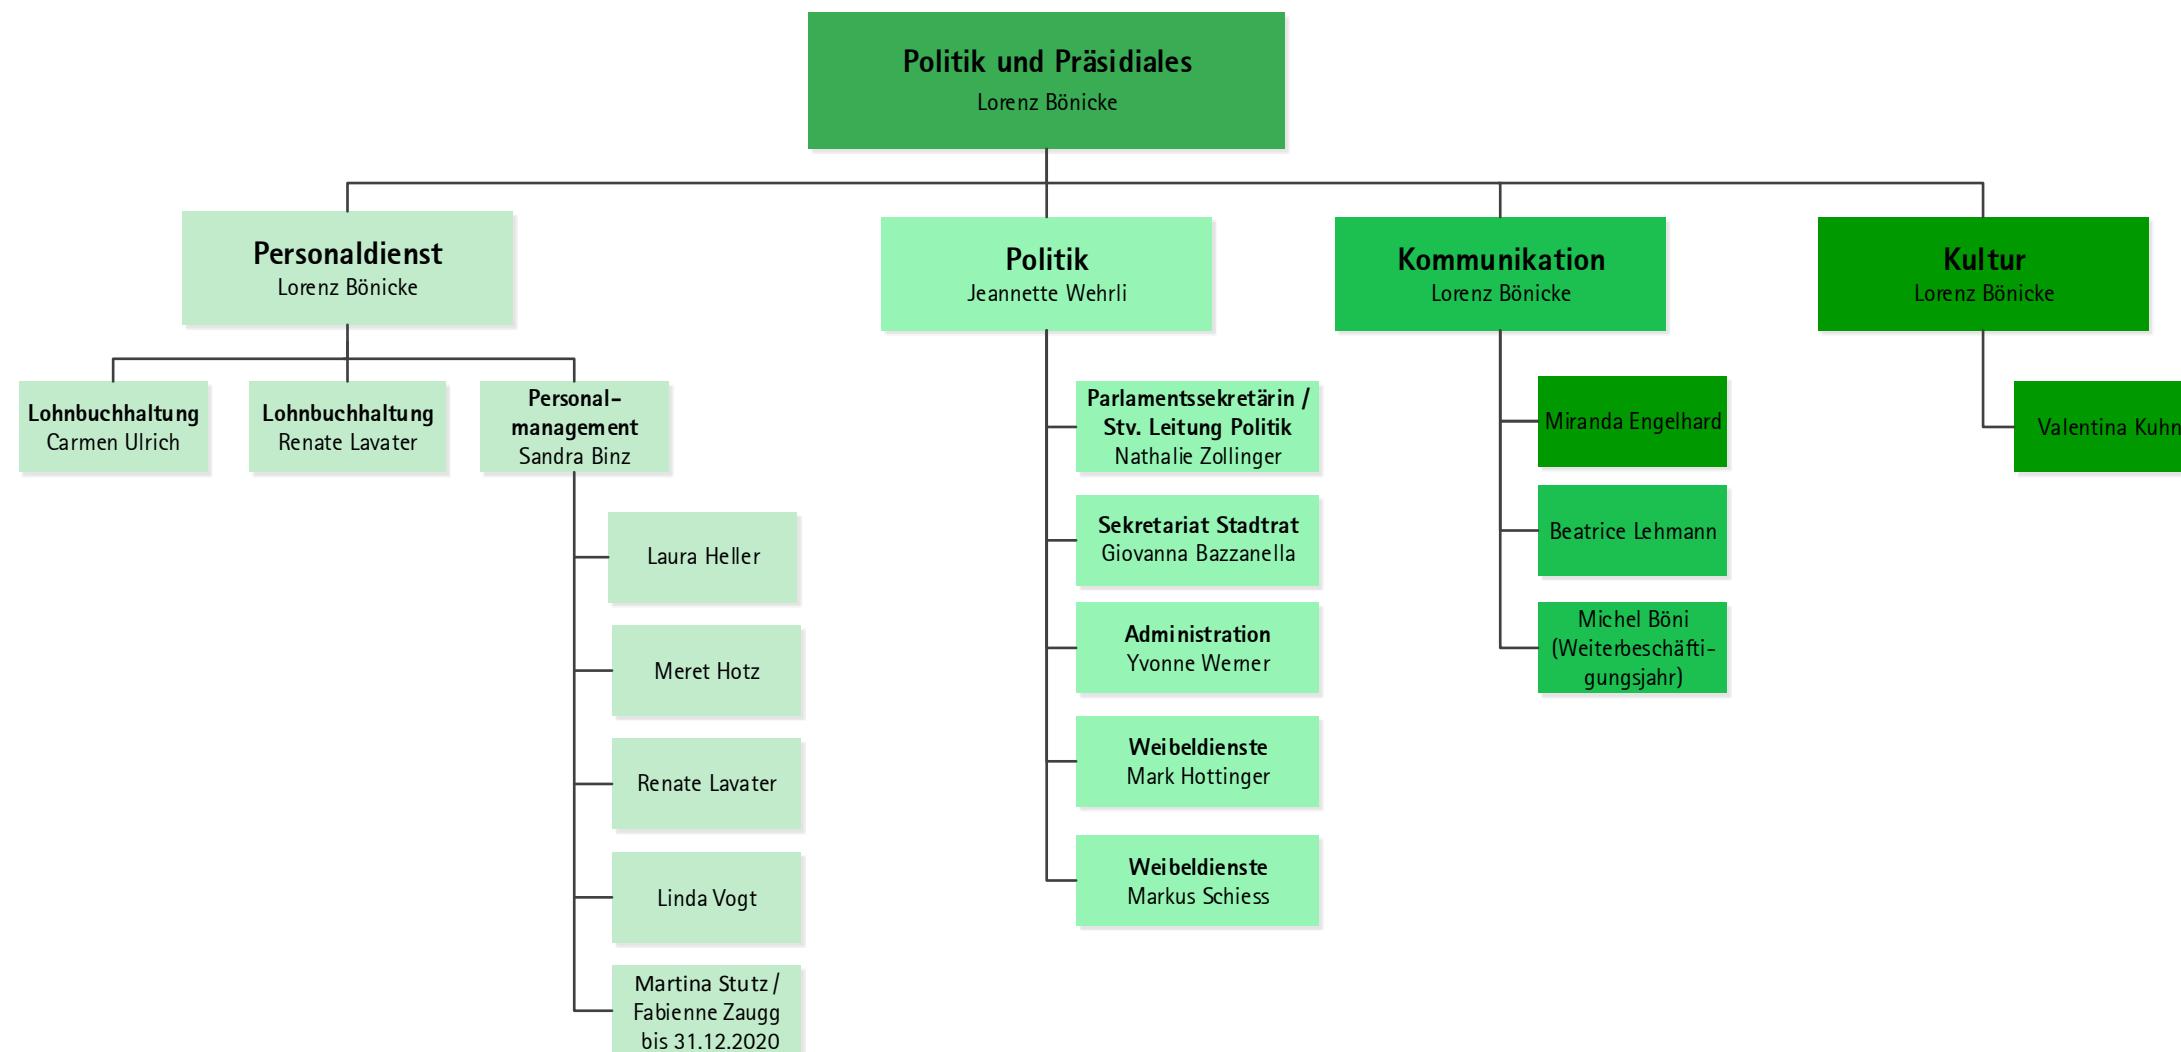 Politik und Präsidiales
Lorenz Bönicke
Personaldienst
Lorenz Bönicke
Politik
Jeannette Wehrli
Kommunikation
Lorenz Bönicke
Kultur
Lorenz Bönicke
Lohnbuchhaltung
Carmen Ulrich
Lohnbuchhaltung
Renate Lavater
Personal-
management
Sandra Binz
Laura Heller
Meret Hotz
Renate Lavater
Linda Vogt
Martina Stutz /
Fabienne Zaugg
bis 31.12.2020
Parlamentssekretärin /
Stv. Leitung Politik
Nathalie Zollinger
Sekretariat Stadtrat
Giovanna Bazzanella
Administration
Yvonne Werner
Weibeldienste
Mark Hottinger
Weibeldienste
Markus Schiess
Miranda Engelhard
Beatrice Lehmann
Michel Böni
(Weiterbeschäfti-
gungsjahr)
Valentina Kuhn